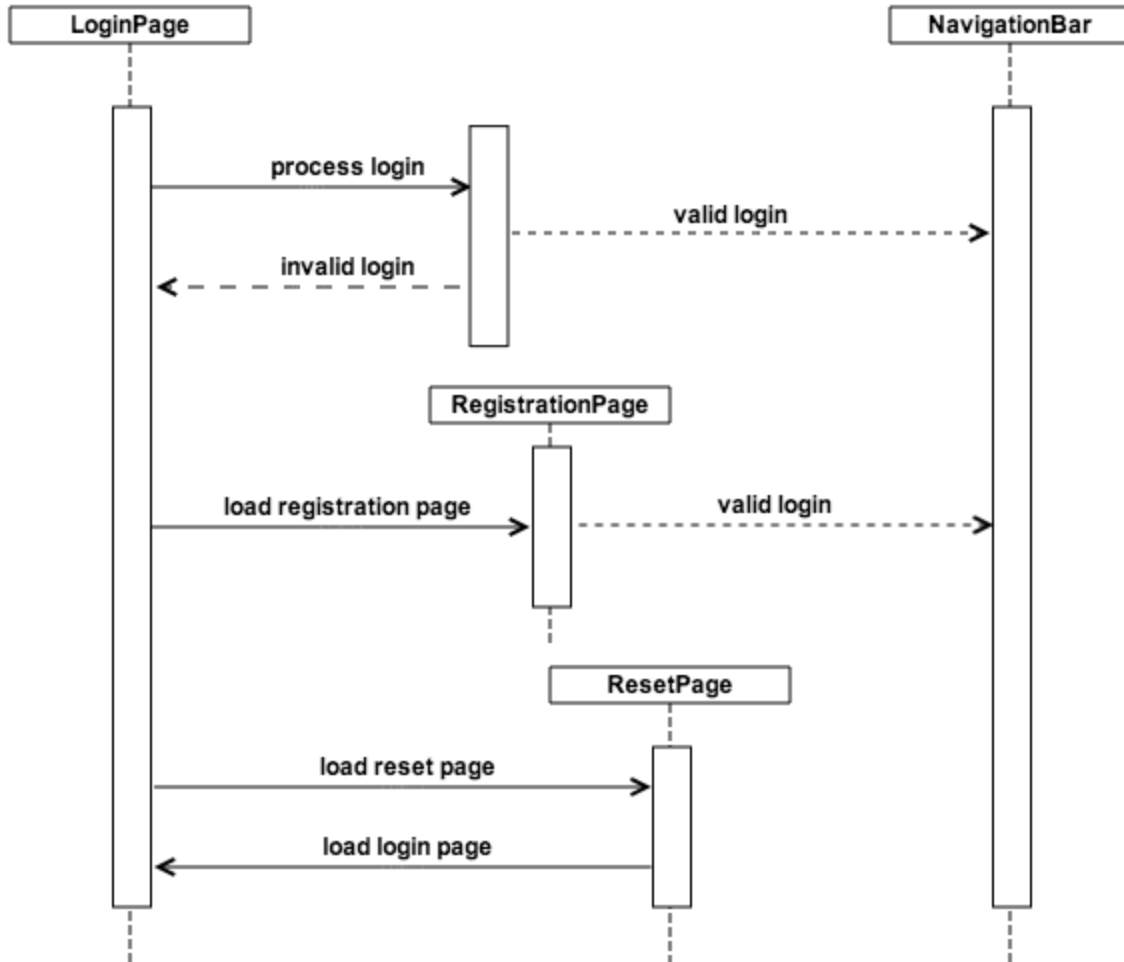 LoginPage
NavigationBar
process login
valid login
invalid login
RegistrationPage
load registration page
valid login
ResetPage
load reset page
load login page